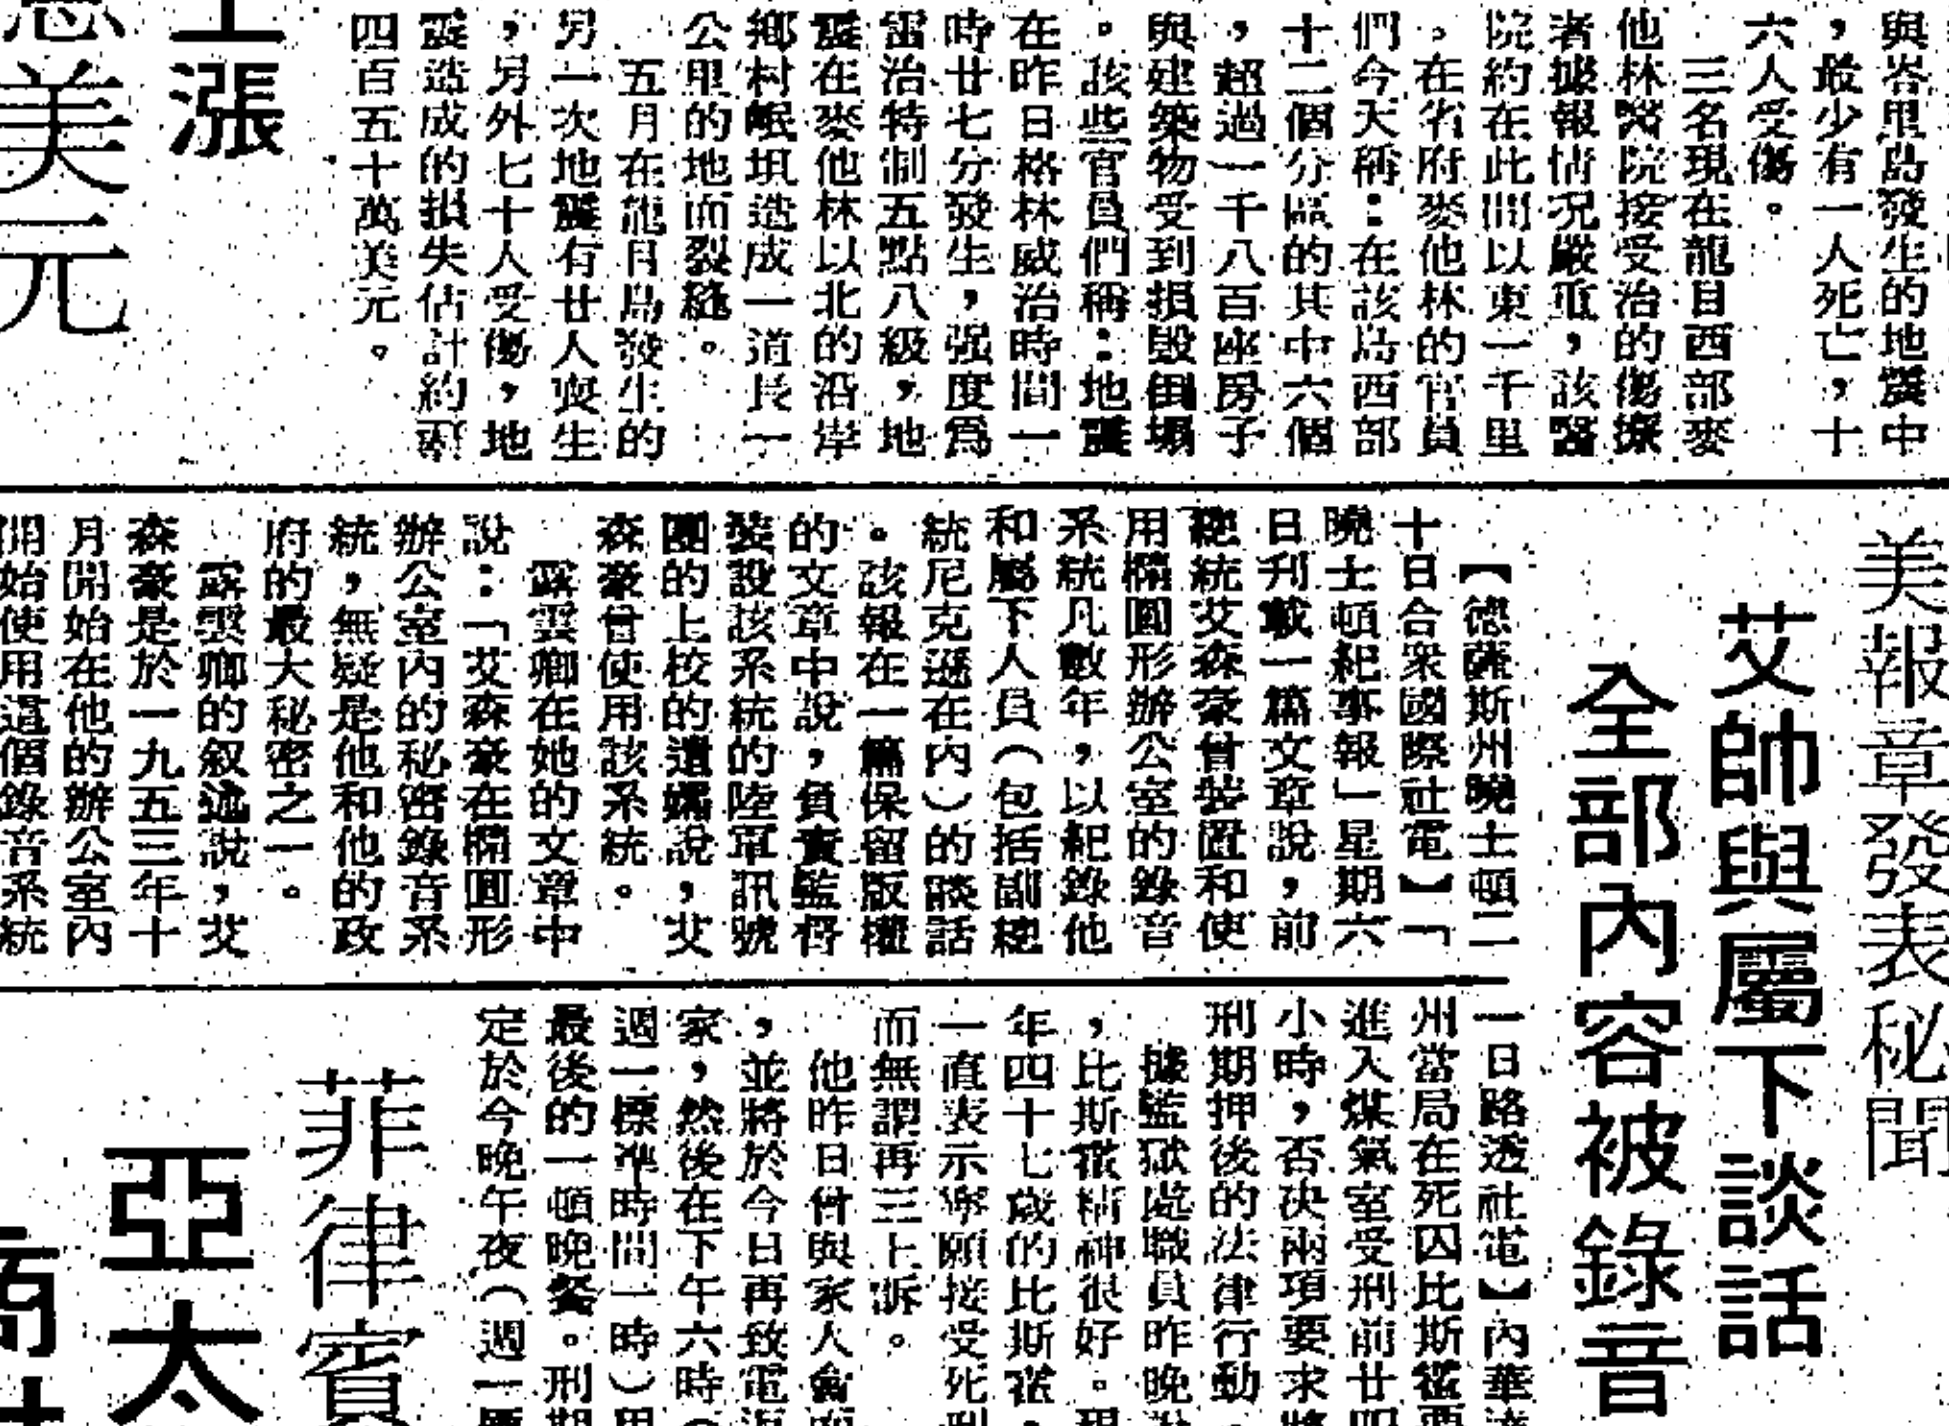 與峇里島發生的地震中
，最少有一人死亡，十
六人受傷。
三名現在龍目西部麥
他林醫院接受治的傷療
者據報情况嚴重，該醫
院約在此間以東一千里
。在省府麥他林的官員
們今天稱：在該島西部
十二個分區的其中六個
，超過一千八百座房子
與建築物受到損毀倒塌
。該些官員們稱：地震
在昨日格林威治時間一
時廿七分發生，强度爲
雷治特制五點八級，地
震在麥他林以北的沿岸
鄉村岷垻造成一道長一
公里的地面裂縫。
五月在龍目島發生的
另一次地震有廿人喪生
，另外七十人受傷，地
震造成的損失估計約逹
四百五十萬美元。
上漲
美元
美報章發表秘聞
艾帥與屬下談話
全部內容被錄音
【德薩斯州曉士頓二
十日合衆國際社電】「
曉士頓紀事報」星期六
日刊載一篇文章說，前
總統艾森豪曾裝置和使
用橢圓形辦公室的錄音
系統凡數年，以紀錄他
和屬下人員（包括副總
統尼克遜在內）的談話
。該報在一篇保留版權
的文章中說，負責監督
裝設該系統的陸軍訊號
團的上校的遺孀說，艾
森豪曾使用該系統。
露雲卿在她的文章中
說：「艾森豪在橢圓形
辦公室內的秘密錄音系
統，無疑是他和他的政
府的最大秘密之一。
露雲卿的叙述說，艾
森豪是於一九五三年十
月開始在他的辦公室內
開始使用這個錄音系統
一日路透社電】內華達
州當局在死囚比斯
進入煤氣室受刑前廿四
小時，否决兩項要求將
刑期押後的法律行動。
據監獄處職員昨晚
，比斯精神很好。現
年四十七歲的比斯，
一直表示寧願接受死刑
而無謂再三上訴。
他昨日曾與家人會面
，並將於今日再致電
家，然後在下午六時（
週一標準時間一時）用
最後的一頓晚餐。刑期
定於今晚午夜（週一標
菲律賓
亞太